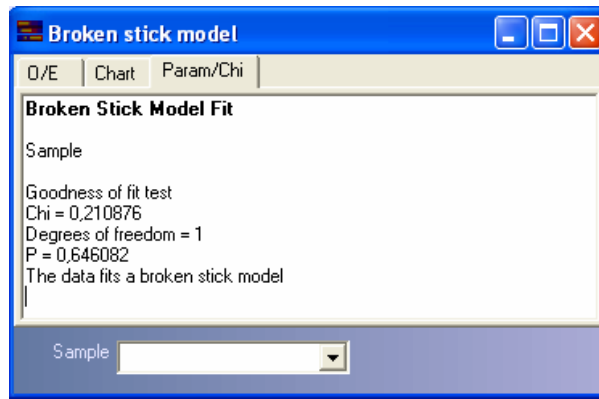 Broken stick model
O/E Chart Param/Chi
Broken Stick Model Fit
Sample
Goodness of fit test
Chi = 0,210876
Degrees of freedom = 1
P = 0,646082
The data fits a broken stick model
Sample